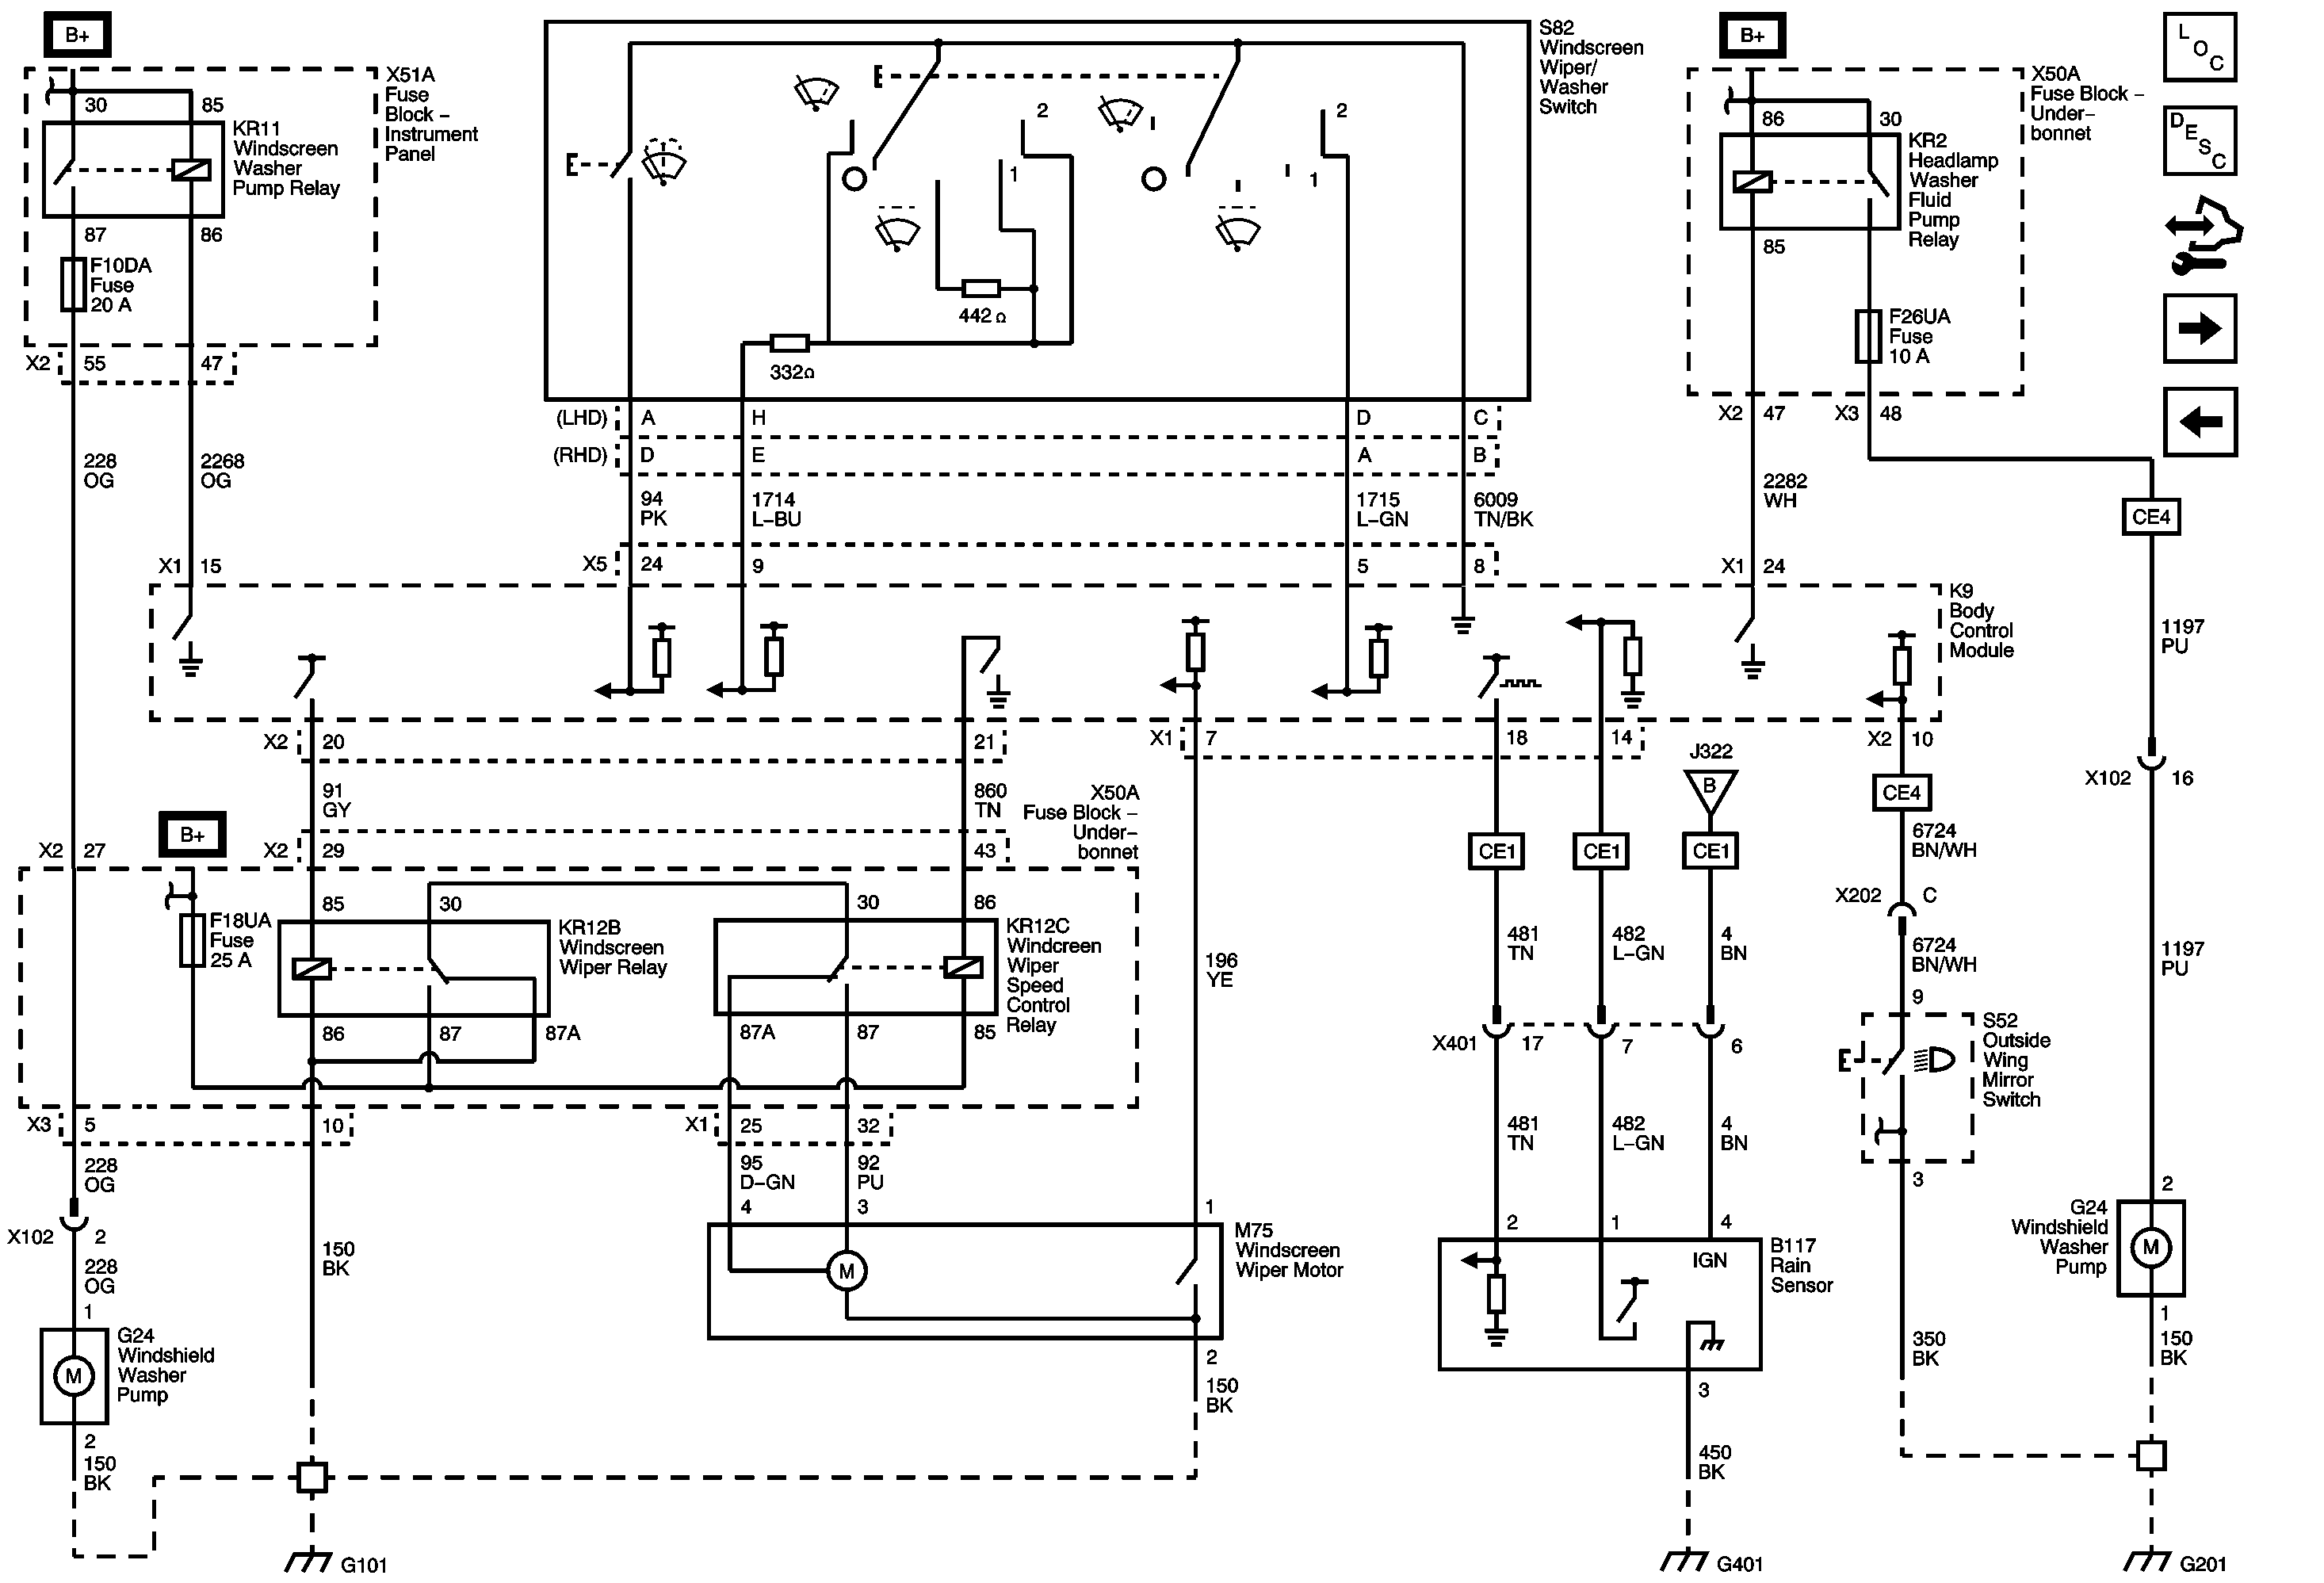 B+
X51A
Fuse
Block –
Instrument
Panel
30
85
KR11
Windscreen
Washer
Pump Relay
87
86
F10DA
Fuse
20 A
X2
55
47
228
OG
2268
OG
X1
15
S82
Windscreen
Wiper/
Washer
Switch
2
1
2
1
442 Ω
332Ω
(LHD)
A
H
D
C
(RHD)
D
E
A
B
94
PK
1714
L–BU
1715
L–GN
6009
TN/BK
X5
24
9
5
8
B+
X50A
Fuse Block –
Under–
bonnet
86
30
KR2
Headlamp
Washer
Fluid
Pump
Relay
85
F26UA
Fuse
10 A
X2
47
X3
48
2282
WH
X1
24
LOC
DESC
CE4
1197
PU
X102
16
1197
PU
K9
Body
Control
Module
X2
20
21
X1
7
18
14
X2
10
91
GY
860
TN
X50A
Fuse Block –
Under–
bonnet
J322
B
CE4
6724
BN/WH
B+
X2
27
X2
29
43
CE1
CE1
CE1
X202
C
6724
BN/WH
F18UA
Fuse
25 A
85
30
KR12B
Windscreen
Wiper Relay
86
87
87A
30
86
KR12C
Windcreen
Wiper
Speed
Control
Relay
87A
87
85
196
YE
481
TN
482
L–GN
4
BN
X401
17
7
6
9
S52
Outside
Wing
Mirror
Switch
3
X3
5
10
X1
25
32
228
OG
95
D–GN
92
PU
4
3
1
481
TN
482
L–GN
4
BN
X102
2
228
OG
1
G24
Windshield
Washer
Pump
M
2
150
BK
150
BK
M
M75
Windscreen
Wiper Motor
2
150
BK
2
1
4
IGN
B117
Rain
Sensor
3
450
BK
350
BK
2
G24
Windshield
Washer
Pump
M
1
150
BK
G101
G401
G201